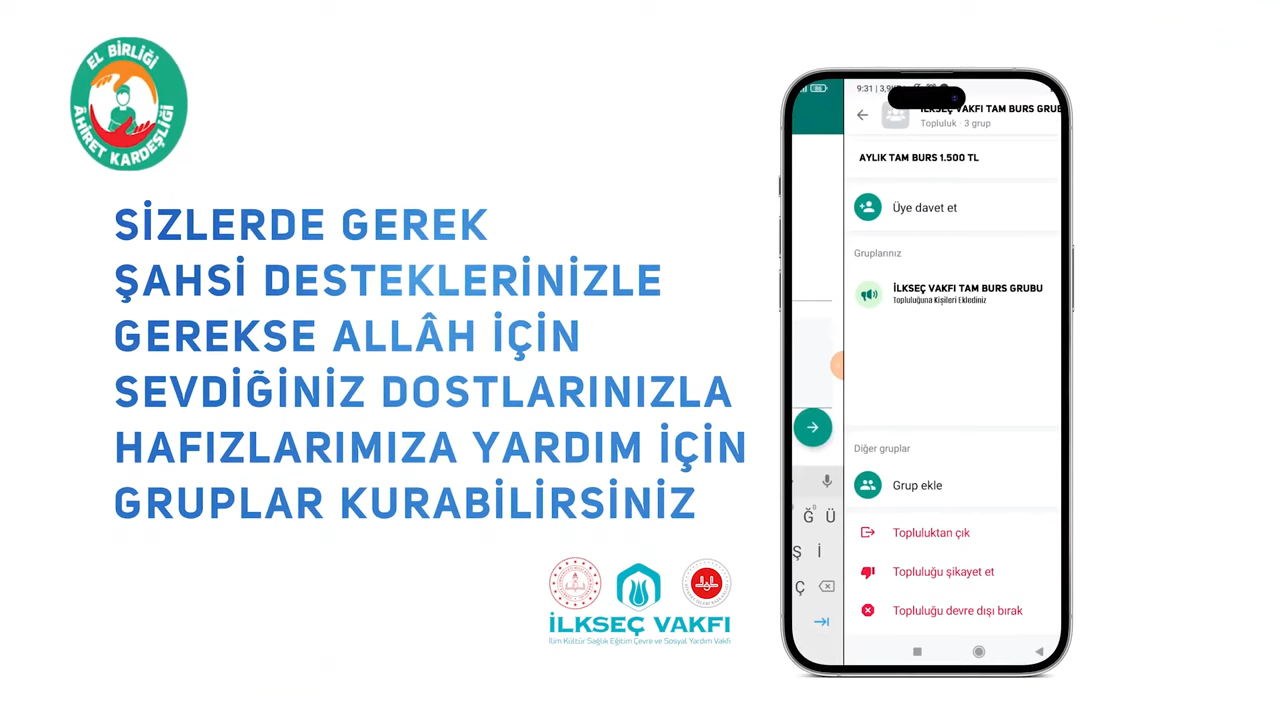 EL BİRLİĞİ
ÂHİRET KARDEŞLİĞİ
SİZLERDE GEREK
ŞAHSİ DESTEKLERİNİZLE
GEREKSE ALLÂH İÇİN
SEVDİĞİNİZ DOSTLARINIZLA
HAFIZLARIMIZA YARDIM İÇİN
GRUPLAR KURABİLİRSİNİZ
İLKSEÇ VAKFI
İlim Kültür Sağlık Eğitim Çevre ve Sosyal Yardım Vakfı
9:31
İLKSEÇ VAKFI TAM BURS GRUB
Topluluk · 3 grup
AYLIK TAM BURS 1.500 TL
Üye davet et
Gruplarınız
İLKSEÇ VAKFI TAM BURS GRUBU
Topluluğuna Kişileri Eklediniz
Diğer gruplar
Grup ekle
Topluluktan çık
Topluluğu şikayet et
Topluluğu devre dışı bırak
Ğ Ü
Ş İ
Ç